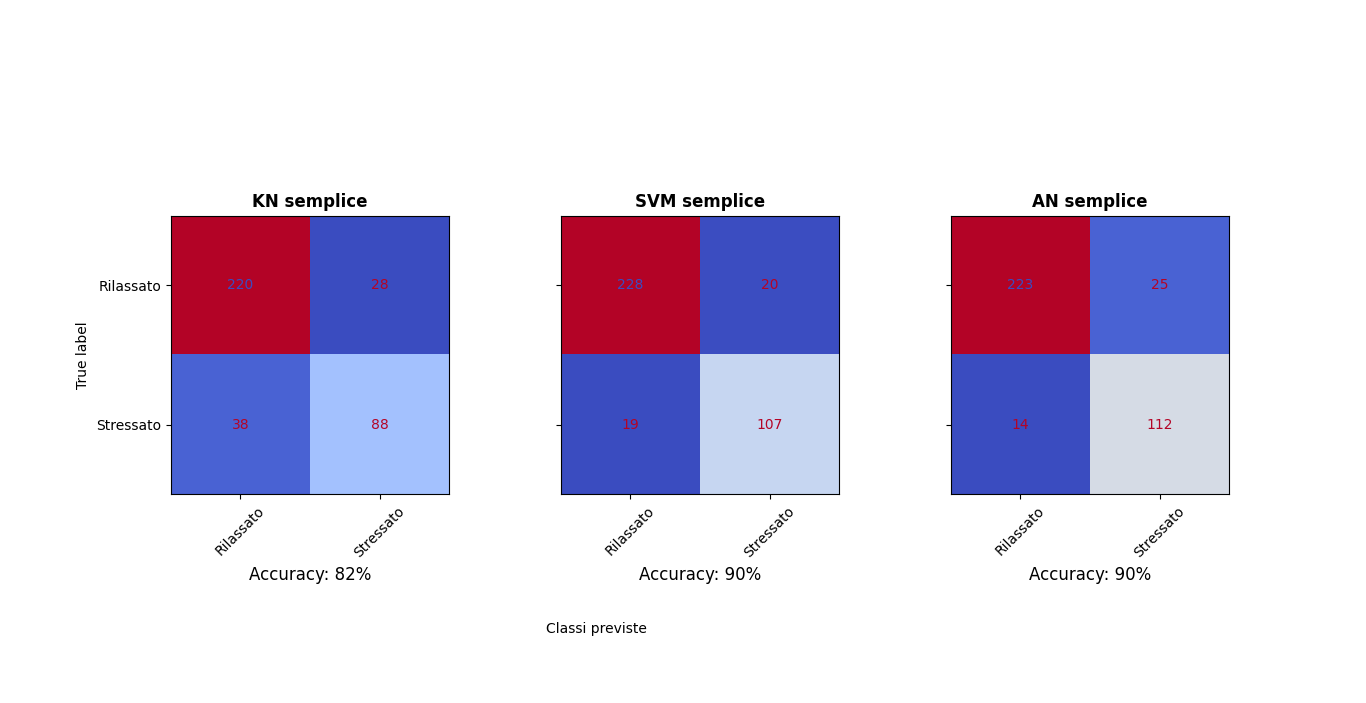 KN semplice
SVM semplice
AN semplice
True label
Rilassato
220
28
228
20
223
25
Stressato
38
88
19
107
14
112
Rilassato
Stressato
Rilassato
Stressato
Rilassato
Stressato
Accuracy: 82%
Accuracy: 90%
Accuracy: 90%
Classi previste